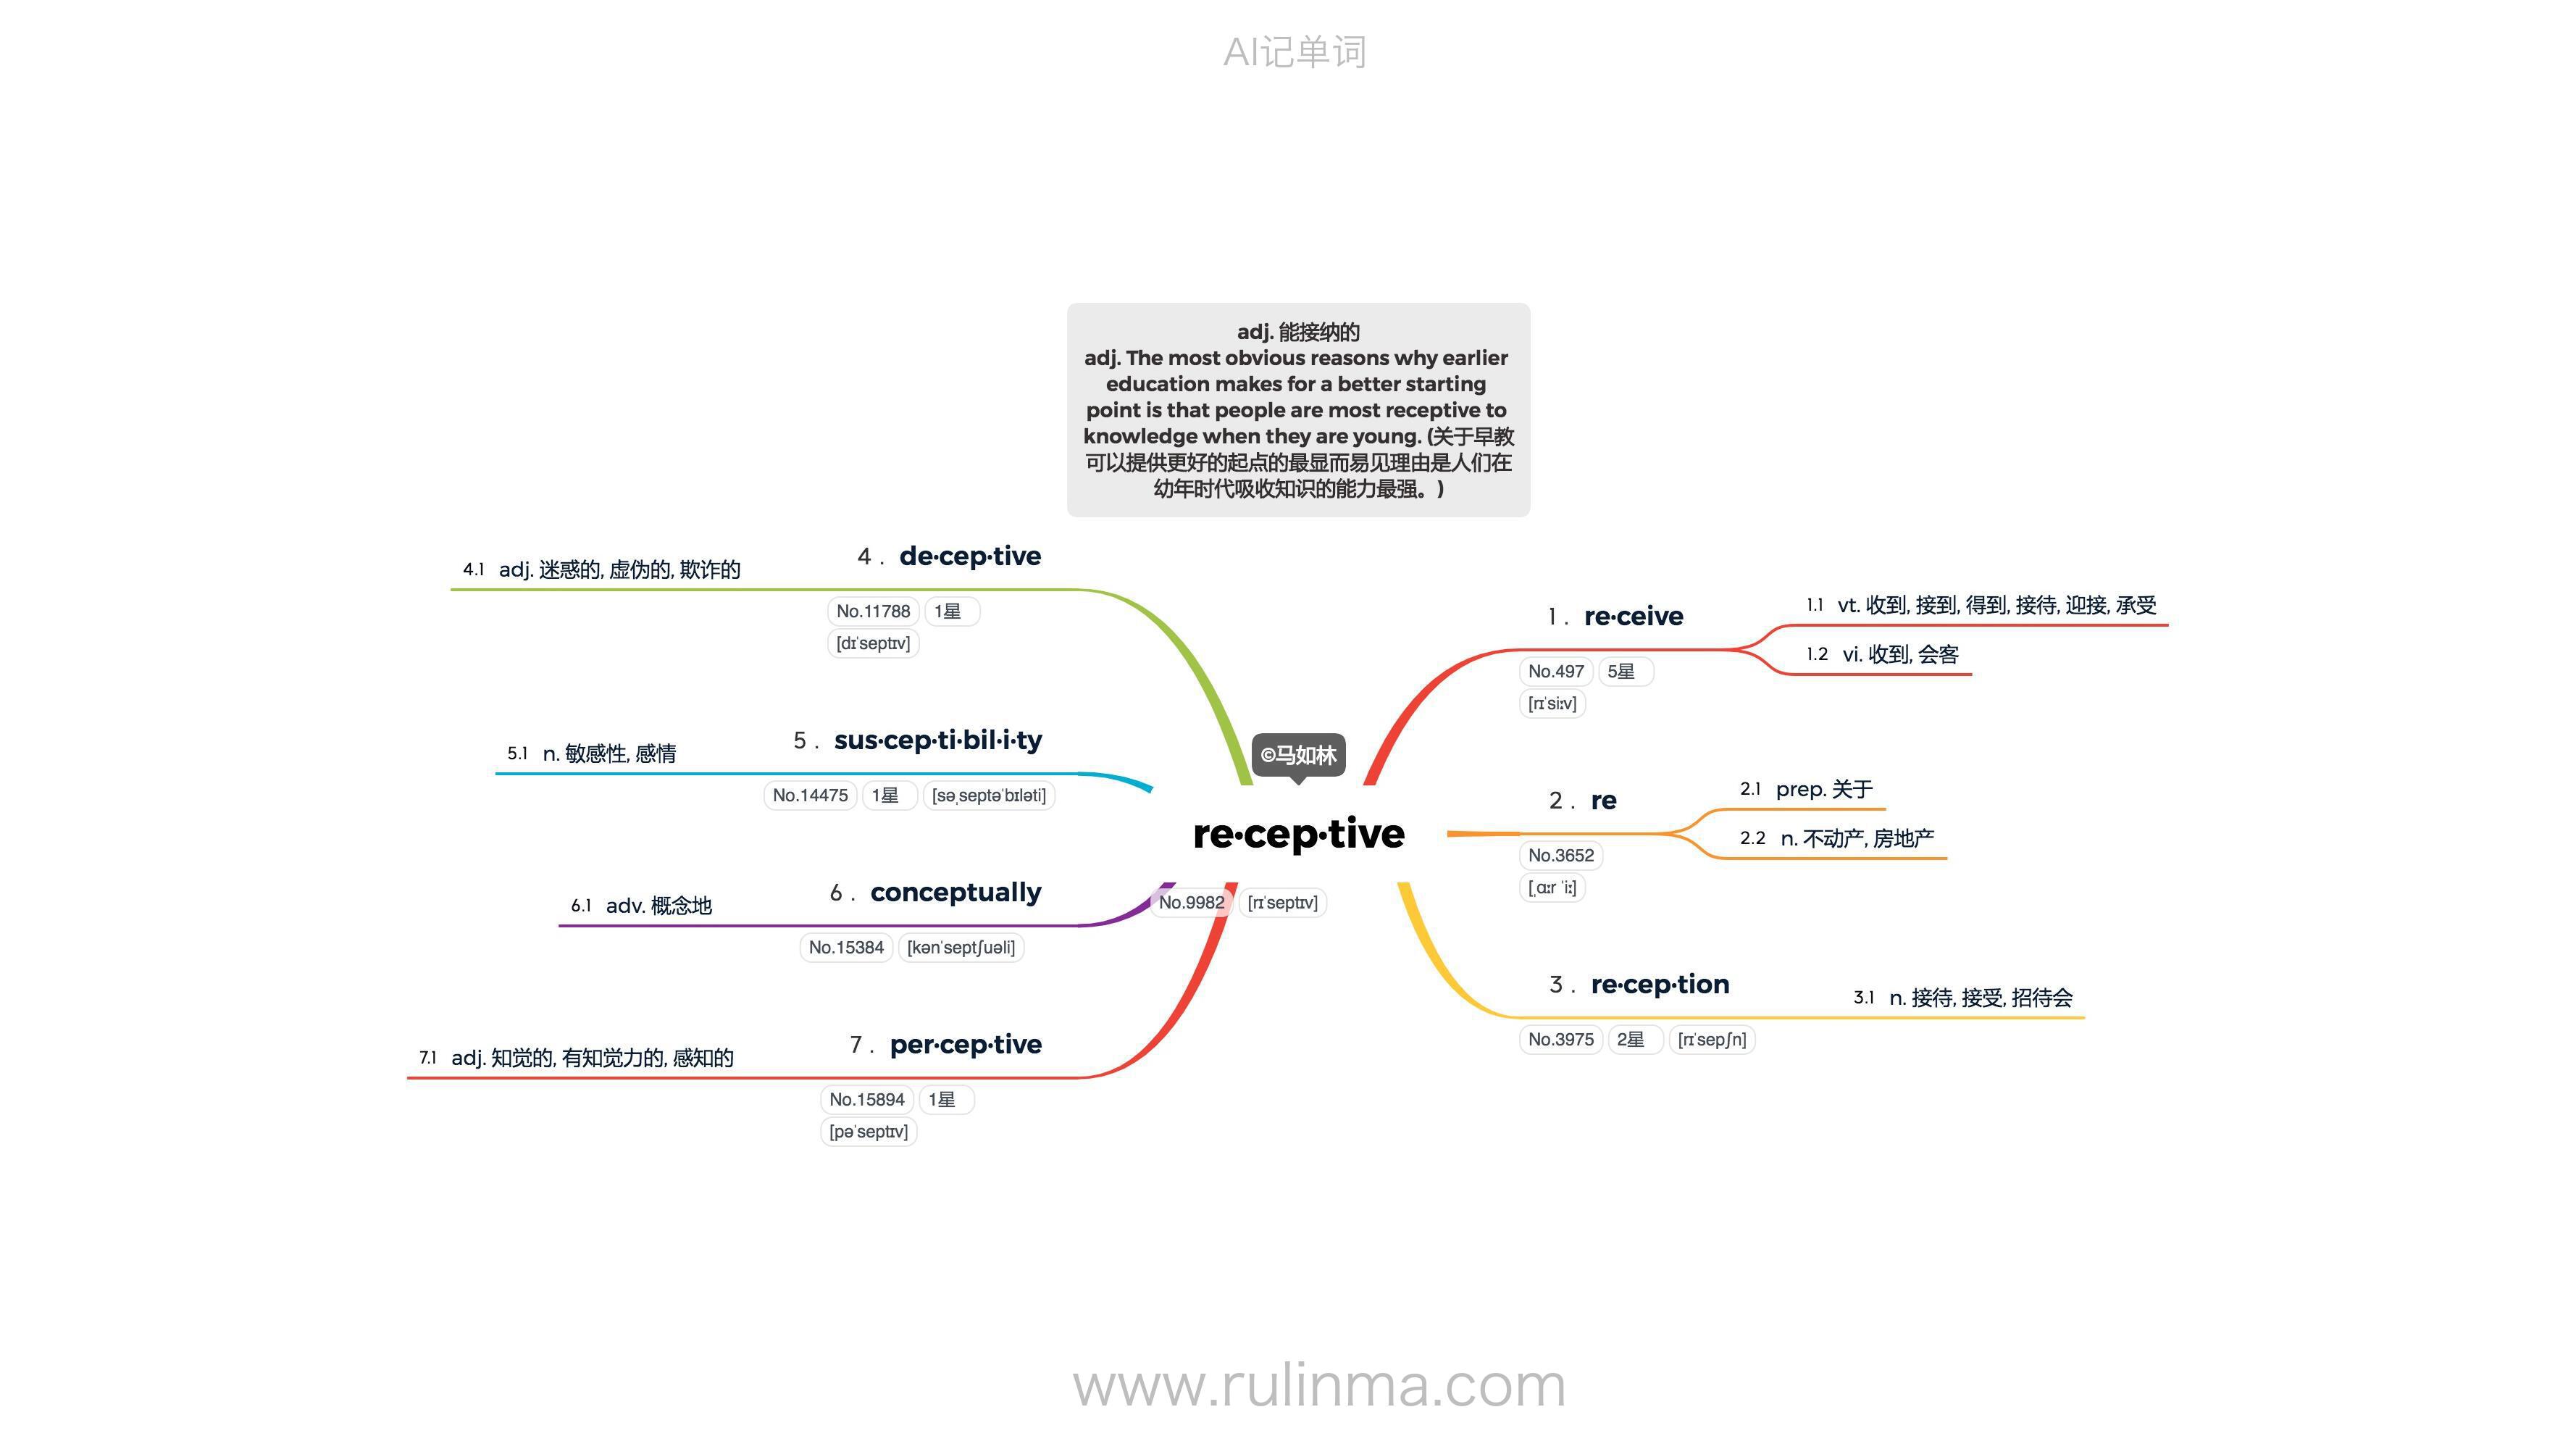 AI记单词
adj. 能接纳的
adj. The most obvious reasons why earlier
education makes for a better starting
point is that people are most receptive to
knowledge when they are young. (关于早教
可以提供更好的起点的最显而易见理由是人们在
幼年时代吸收知识的能力最强。)
©马如林
re·cep·tive
No.9982 [rɪˈseptɪv]
1 . re·ceive
No.497 5星
[rɪˈsiːv]
1.1 vt. 收到, 接到, 得到, 接待, 迎接, 承受
1.2 vi. 收到, 会客
2 . re
No.3652
[ˌɑːr ˈiː]
2.1 prep. 关于
2.2 n. 不动产, 房地产
3 . re·cep·tion
No.3975 2星 [rɪˈsepʃn]
3.1 n. 接待, 接受, 招待会
4 . de·cep·tive
No.11788 1星
[dɪˈseptɪv]
4.1 adj. 迷惑的, 虚伪的, 欺诈的
5 . sus·cep·ti·bil·i·ty
No.14475 1星 [səˌseptəˈbɪləti]
5.1 n. 敏感性, 感情
6 . conceptually
No.15384 [kənˈseptʃuəli]
6.1 adv. 概念地
7 . per·cep·tive
No.15894 1星
[pəˈseptɪv]
7.1 adj. 知觉的, 有知觉力的, 感知的
www.rulinma.com